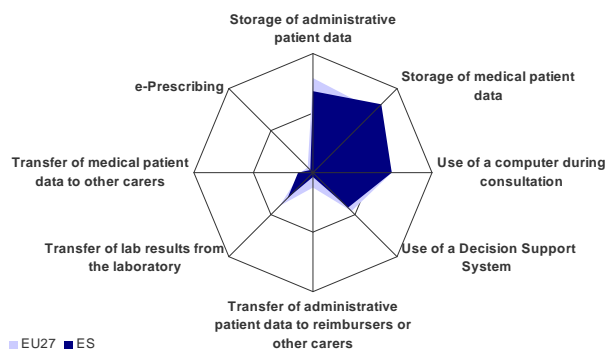 Storage of administrative
patient data
Storage of medical patient
data
Use of a computer during
consultation
Use of a Decision Support
System
Transfer of administrative
patient data to reimbursers or
other carers
Transfer of lab results from
the laboratory
Transfer of medical patient
data to other carers
e-Prescribing
EU27 ES